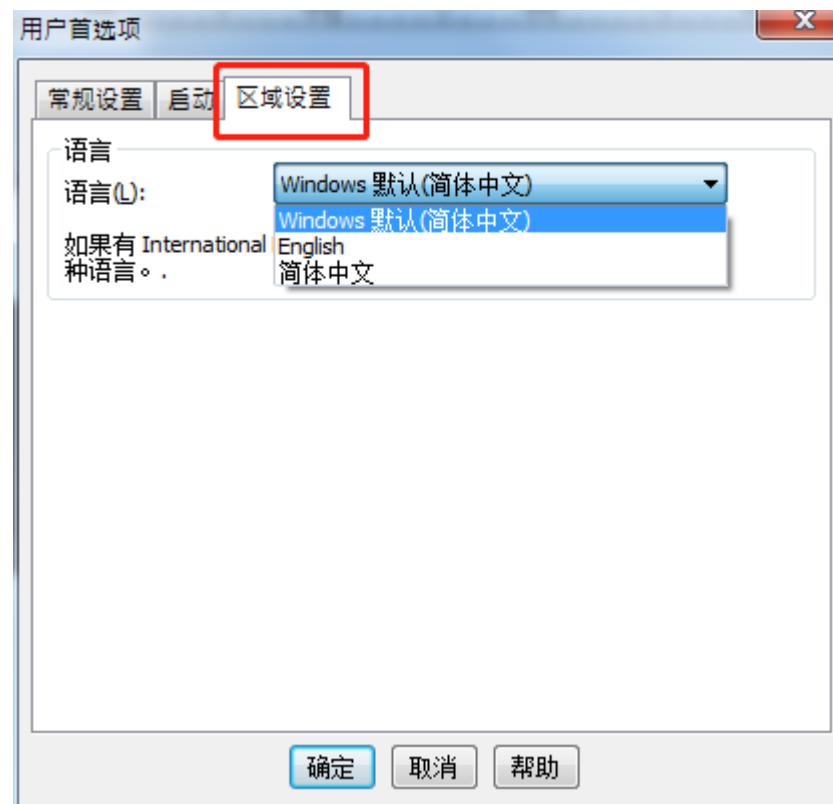 用户首选项
常规设置 启动 区域设置
语言
语言(L): Windows 默认(简体中文)
Windows 默认(简体中文)
如果有 International English
种语言。. 简体中文
确定 取消 帮助